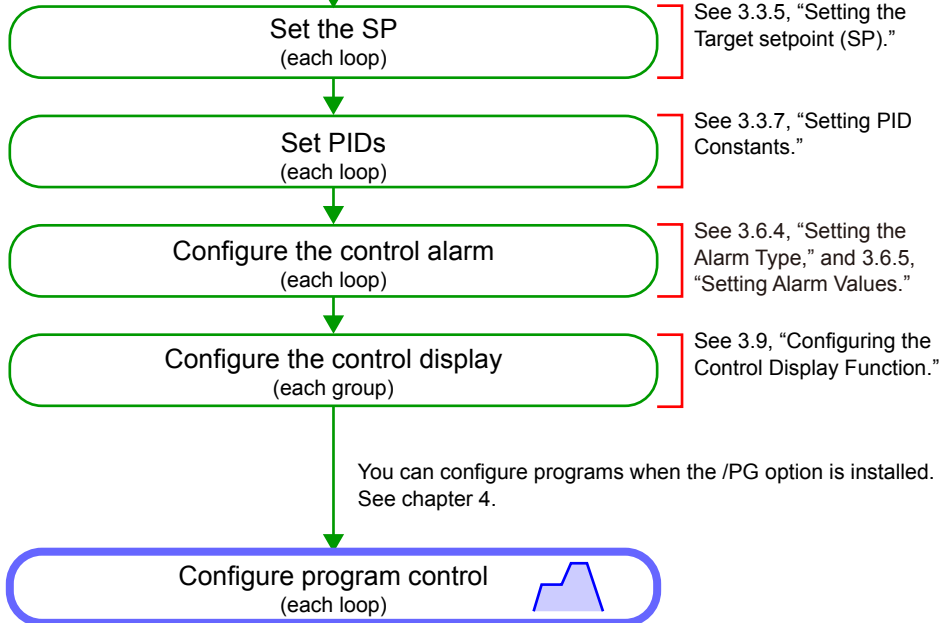 Set the SP
(each loop)
See 3.3.5, “Setting the
Target setpoint (SP).”
Set PIDs
(each loop)
See 3.3.7, “Setting PID
Constants.”
Configure the control alarm
(each loop)
See 3.6.4, “Setting the
Alarm Type,” and 3.6.5,
“Setting Alarm Values.”
Configure the control display
(each group)
See 3.9, “Configuring the
Control Display Function.”
You can configure programs when the /PG option is installed.
See chapter 4.
Configure program control
(each loop)